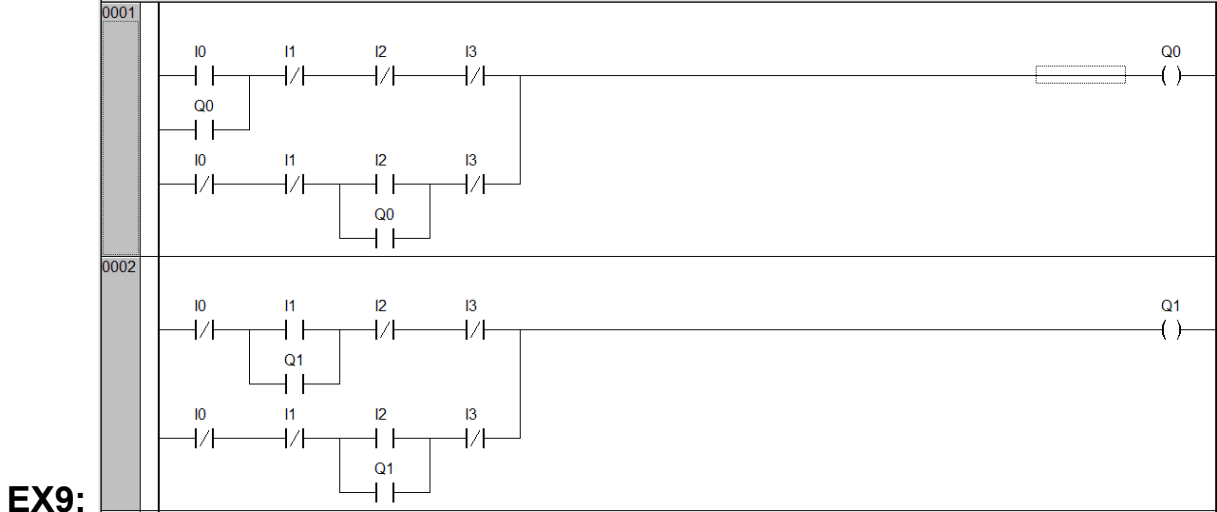 0001
I0 I1 I2 I3 Q0
Q0
I0 I1 I2 I3
Q0
0002
I0 I1 I2 I3 Q1
Q1
I0 I1 I2 I3
Q1
EX9: